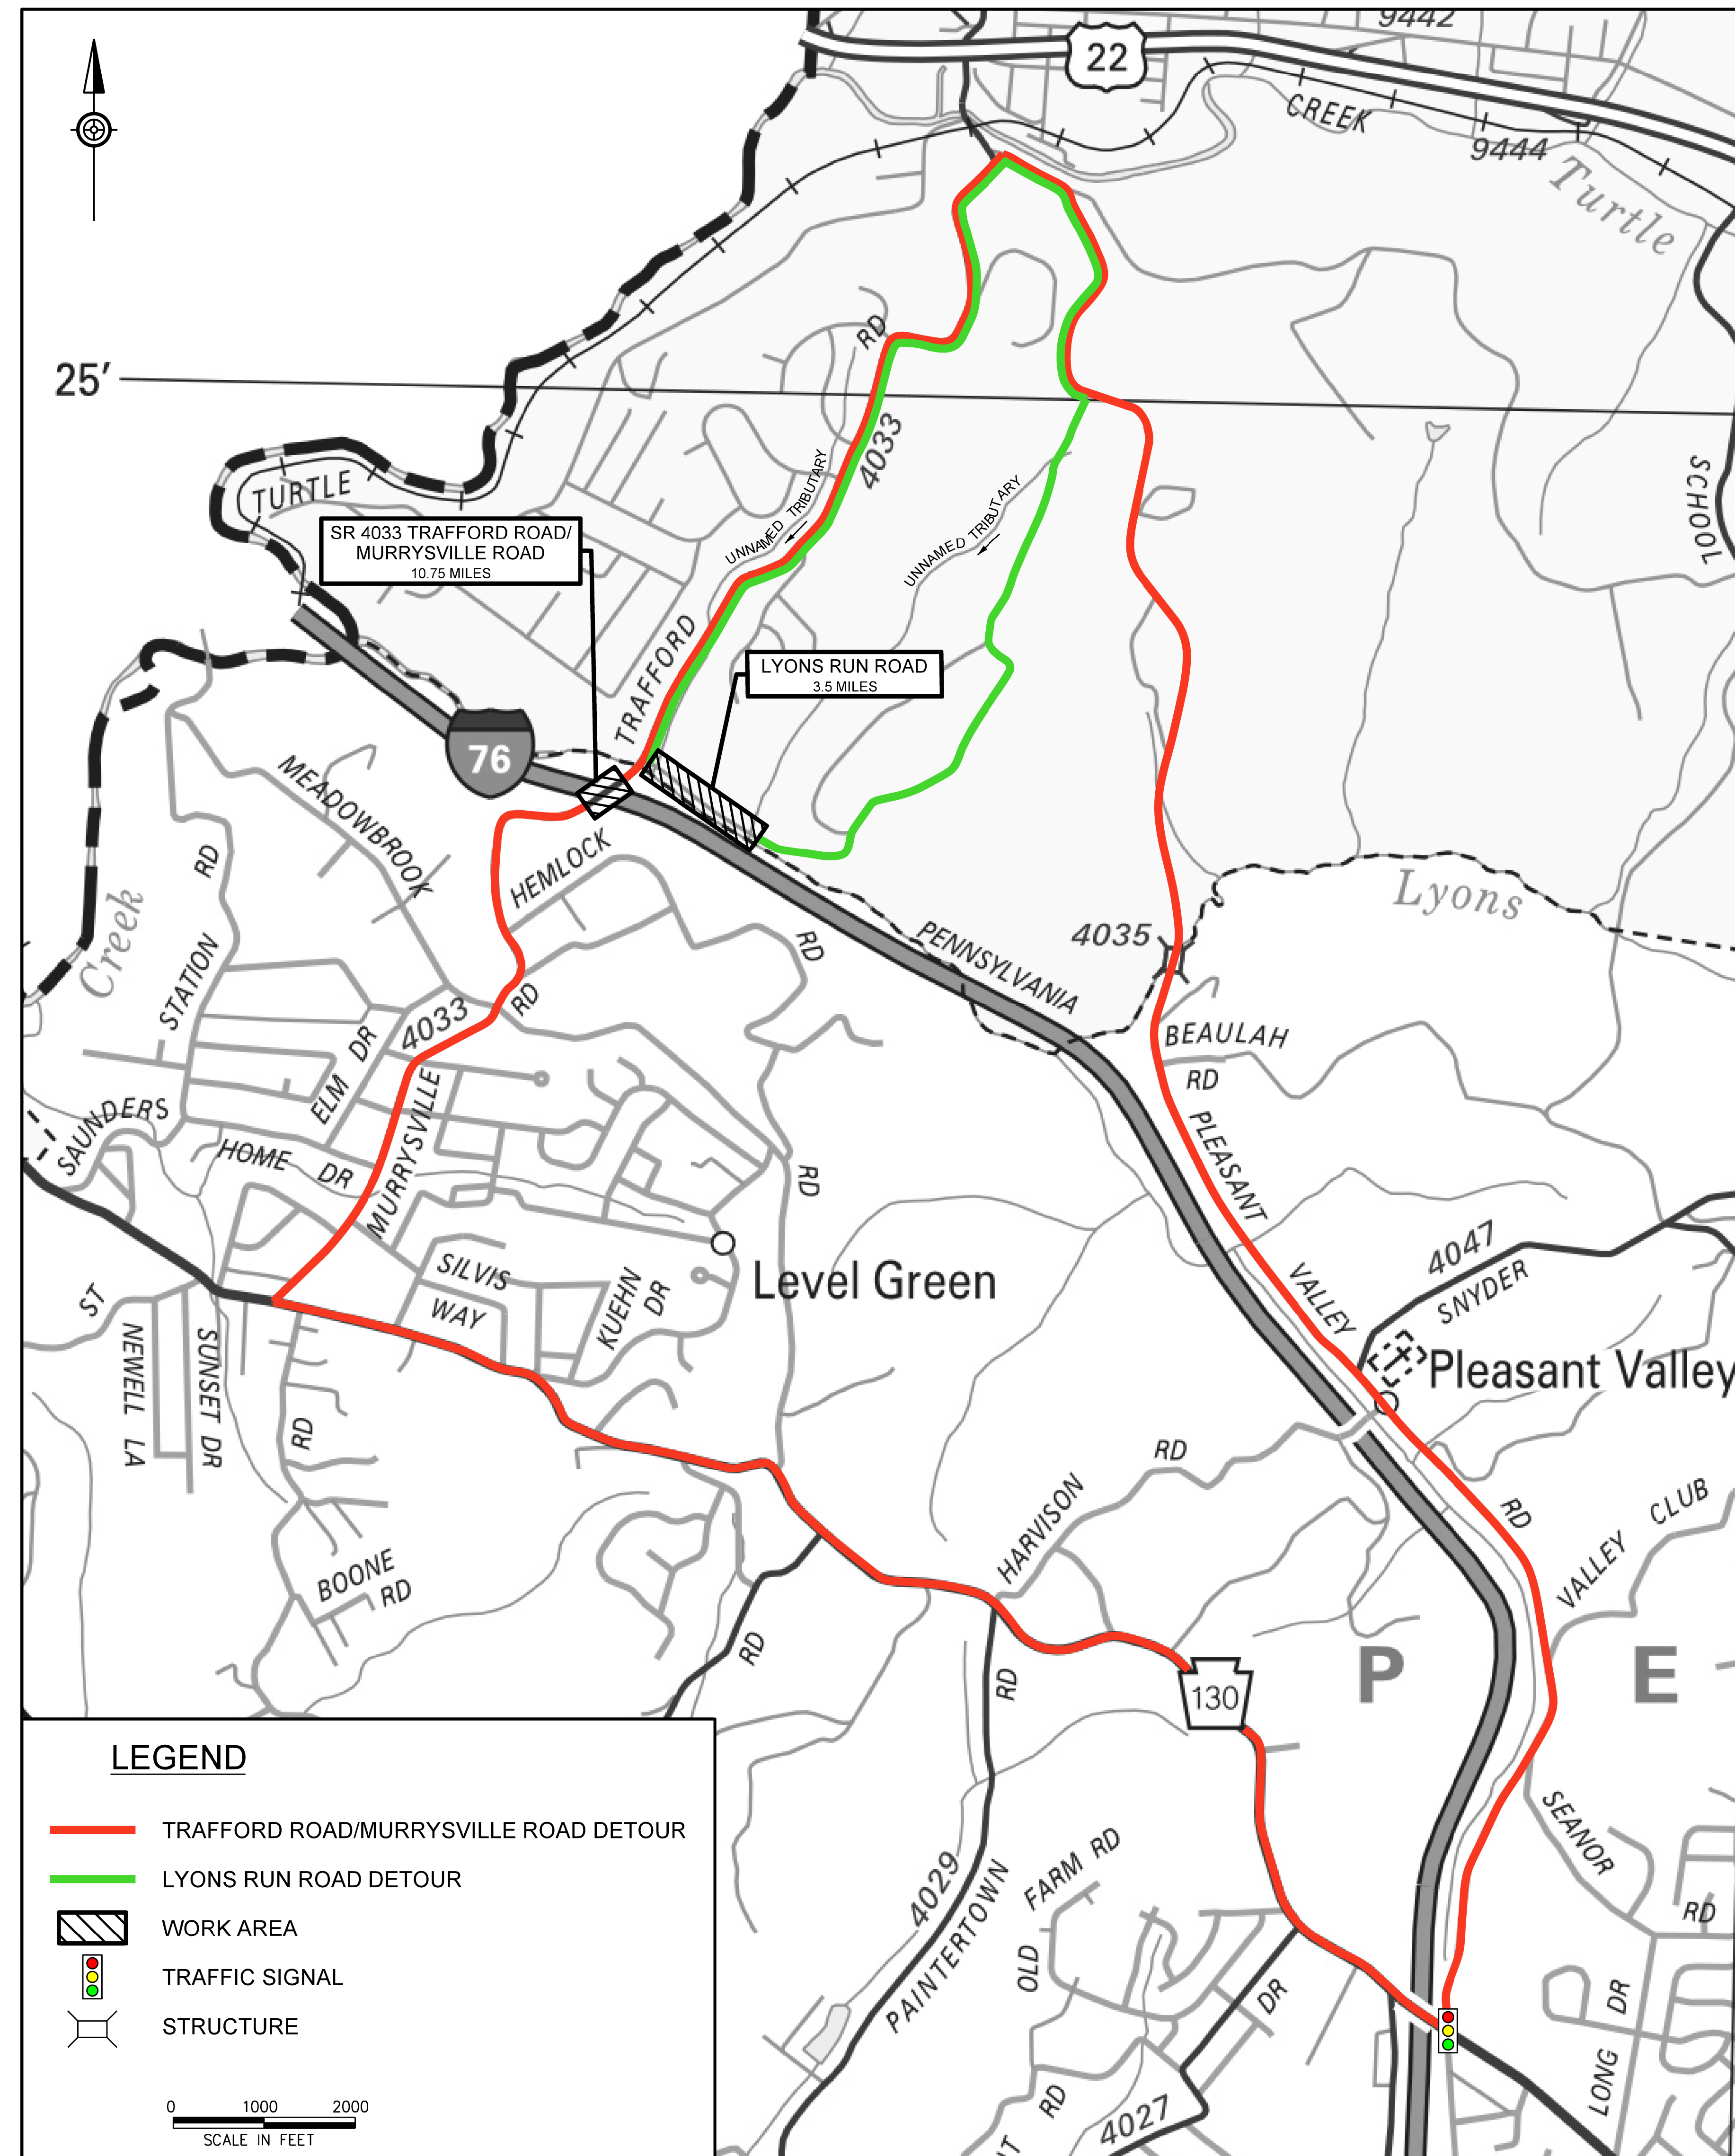 9442
22
CREEK
9444
Turtle
25′
RD
4033
TURTLE
SCHOOL
UNNAMED TRIBUTARY
UNNAMED TRIBUTARY
SR 4033 TRAFFORD ROAD/
MURRYSVILLE ROAD
10.75 MILES
TRAFFORD
LYONS RUN ROAD
3.5 MILES
76
MEADOWBROOK
HEMLOCK
RD
RD
Creek
STATION
Lyons
4035
PENNSYLVANIA
RD
4033
BEAULAH
RD
ELM DR
SAUNDERS
HOME DR
MURRYSVILLE
RD
PLEASANT
VALLEY
RD
4047
SNYDER
SILVIS
WAY
KUEHN
DR
Level Green
ST
NEWELL LA
SUNSET DR
RD
Pleasant Valley
HARVISON
RD
VALLEY CLUB
BOONE
RD
RD
RD
130
P
E
LEGEND
TRAFFORD ROAD/MURRYSVILLE ROAD DETOUR
LYONS RUN ROAD DETOUR
WORK AREA
TRAFFIC SIGNAL
STRUCTURE
0 1000 2000
SCALE IN FEET
SEANOR
RD
4029
PAINTERTOWN
FARM RD
OLD
DR
LONG DR
RD
4027